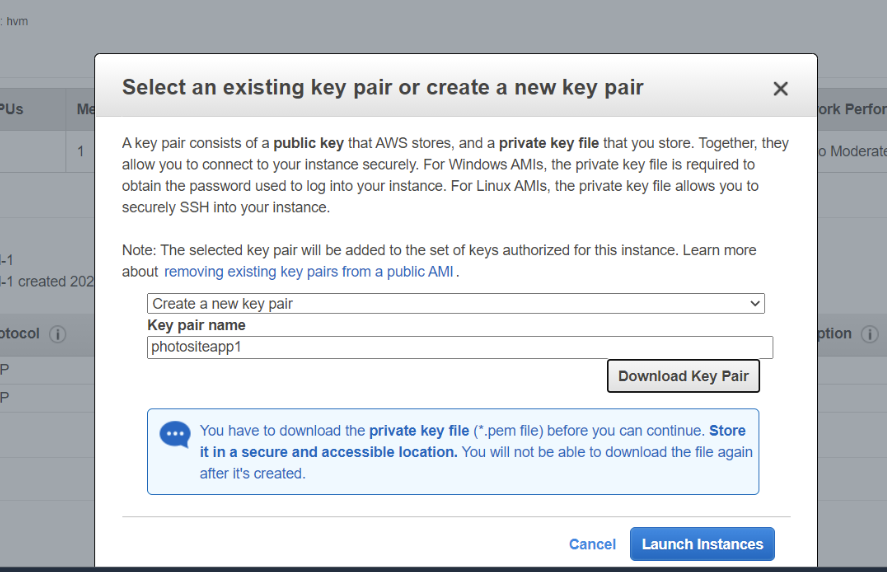 : hvm
Select an existing key pair or create a new key pair
PUs
Me
ork Perfor
A key pair consists of a public key that AWS stores, and a private key file that you store. Together, they
allow you to connect to your instance securely. For Windows AMIs, the private key file is required to
obtain the password used to log into your instance. For Linux AMIs, the private key file allows you to
securely SSH into your instance.
1
o Moderate
Note: The selected key pair will be added to the set of keys authorized for this instance. Learn more
about removing existing key pairs from a public AMI .
-1
-1 created 202
Create a new key pair
Key pair name
photositeapp1
otocol
ption
P
P
Download Key Pair
You have to download the private key file (*.pem file) before you can continue. Store
it in a secure and accessible location. You will not be able to download the file again
after it's created.
Cancel
Launch Instances